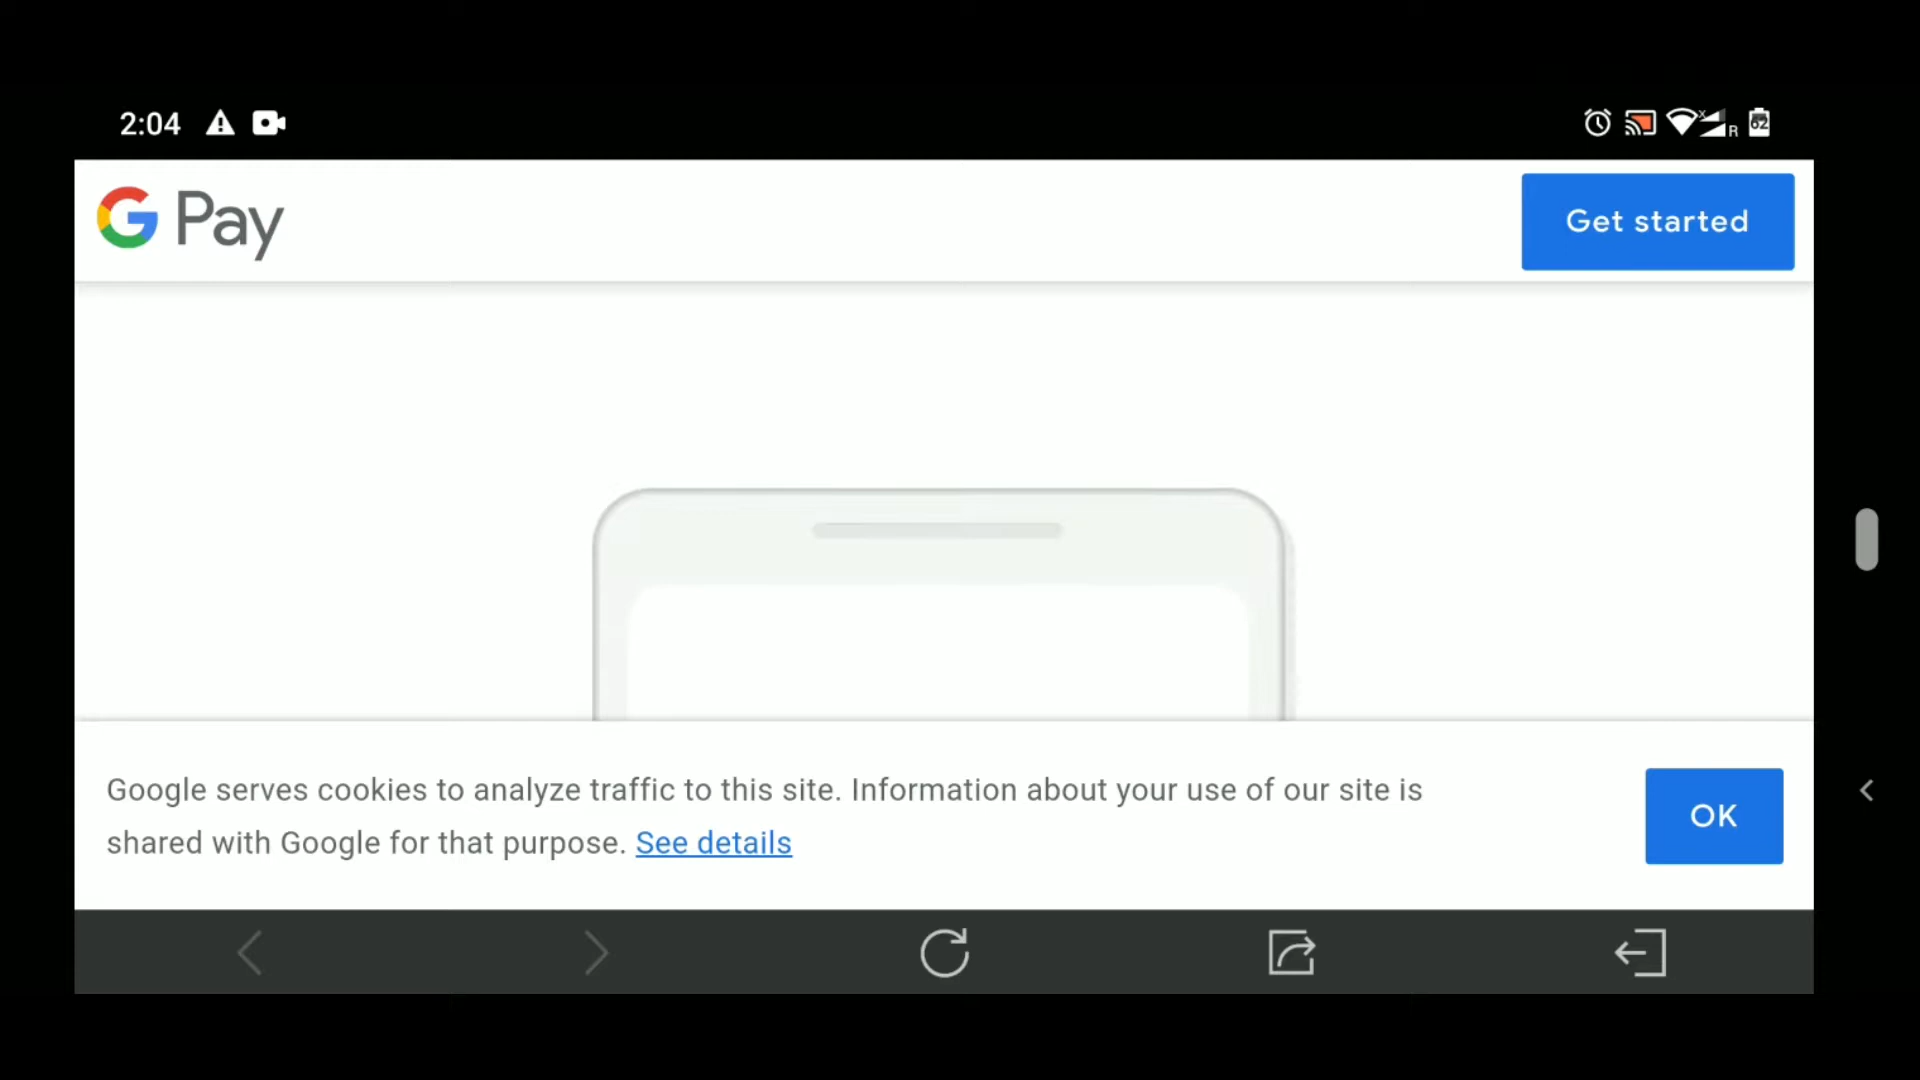 2:04
R
62
G Pay
Get started
Google serves cookies to analyze traffic to this site. Information about your use of our site is
shared with Google for that purpose. See details
OK